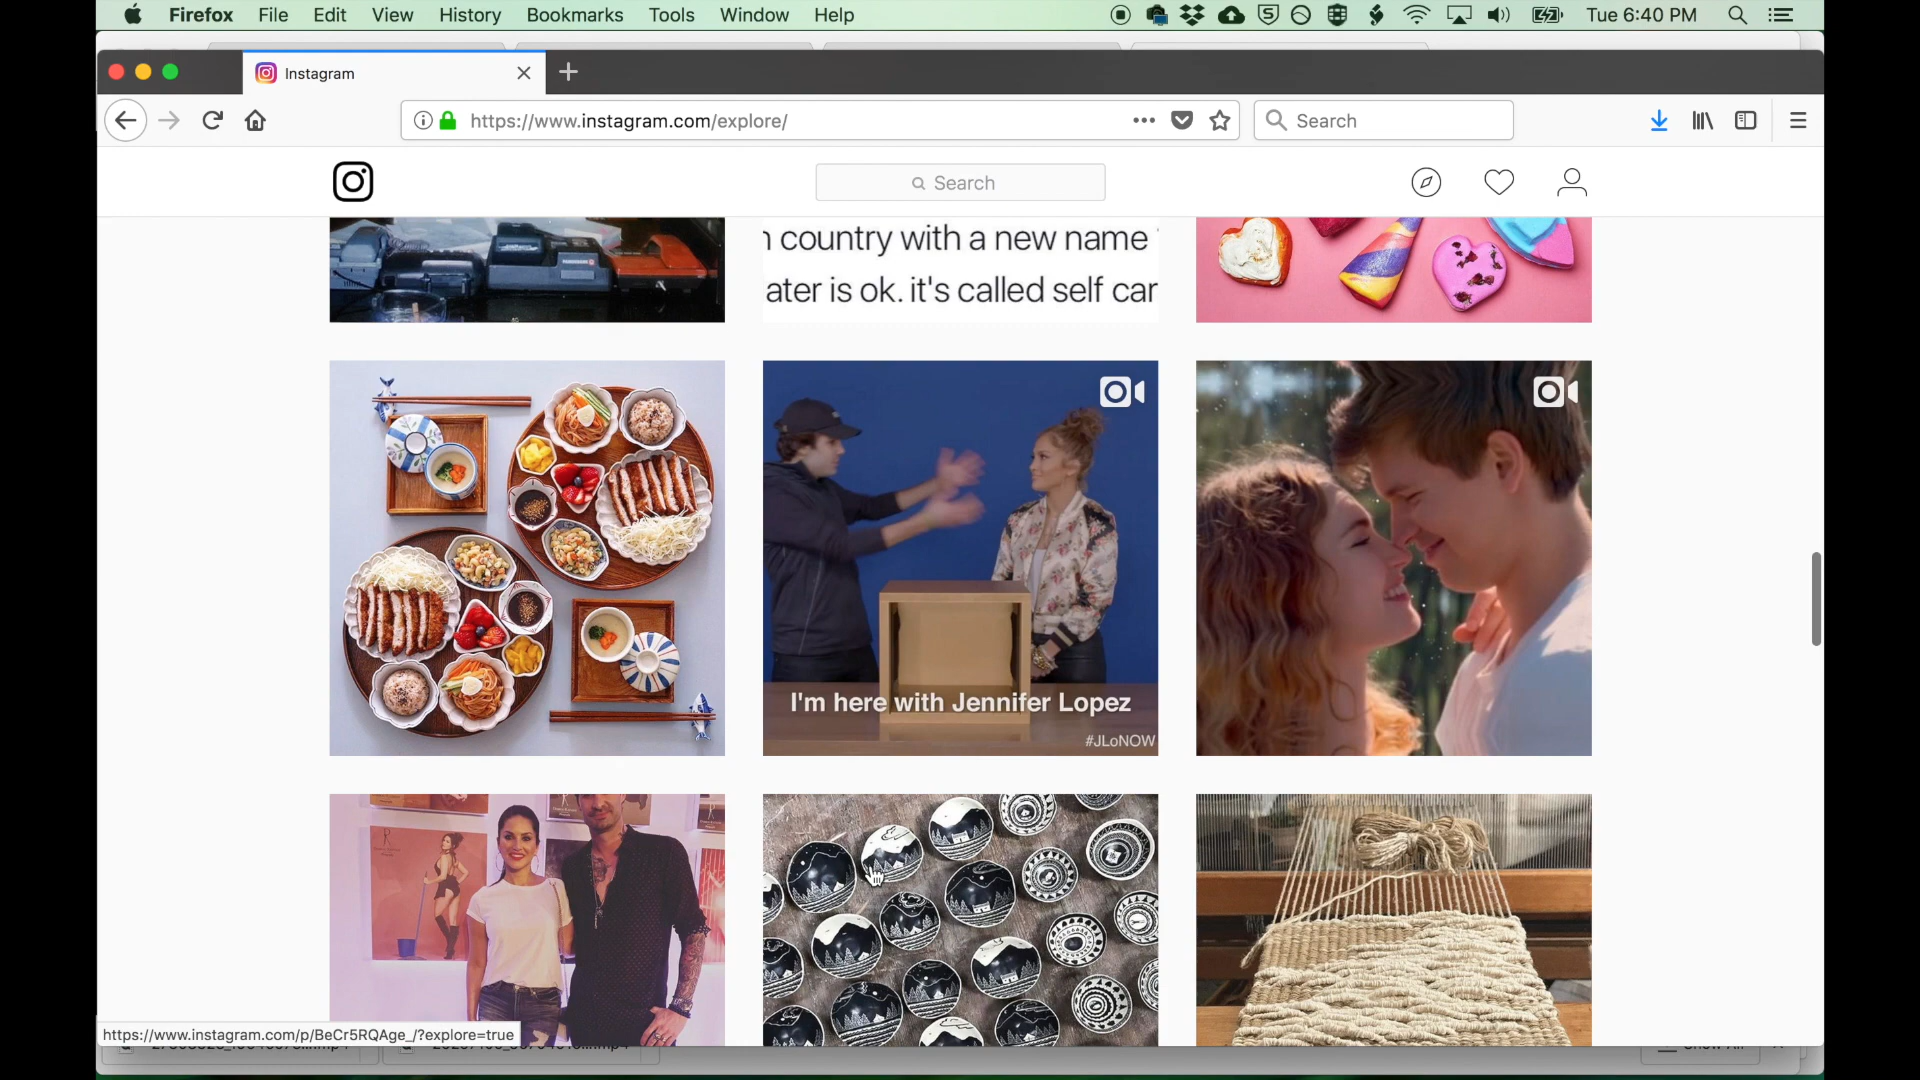 Firefox File Edit View History Bookmarks Tools Window Help
Tue 6:40 PM
Instagram
https://www.instagram.com/explore/
Search
Search
country with a new name
ater is ok. it's called self car
I'm here with Jennifer Lopez
#JLoNOW
https://www.instagram.com/p/BeCr5RQAge_/?explore=true